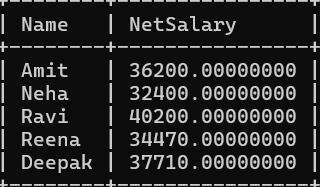 Name NetSalary
Amit 36200.00000000
Neha 32400.00000000
Ravi 40200.00000000
Reena 34470.00000000
Deepak 37710.00000000